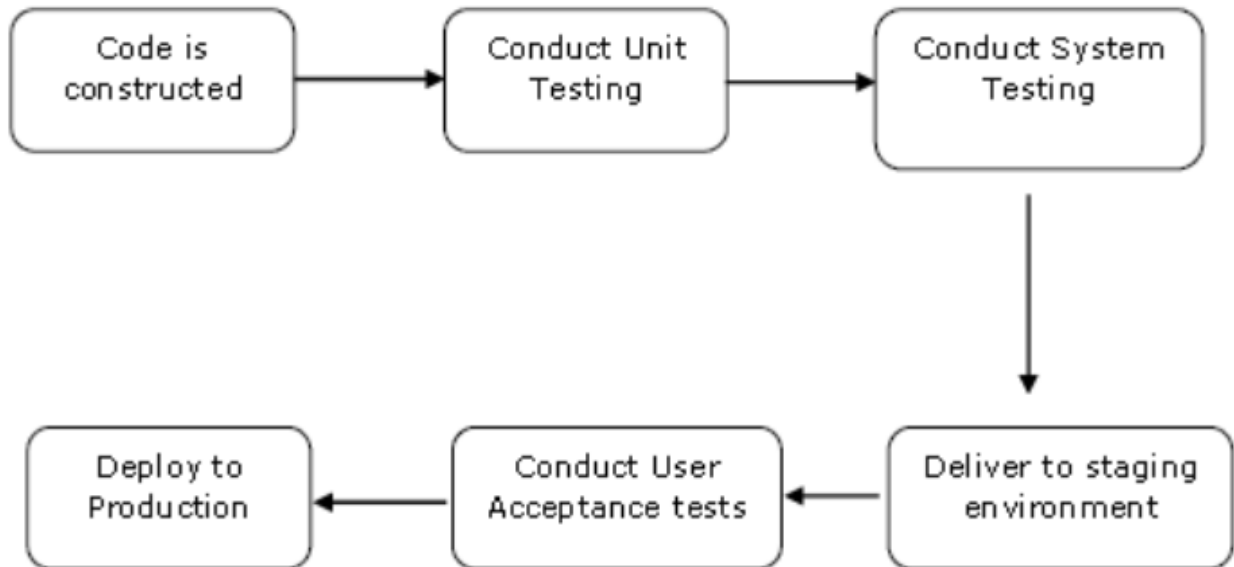 Code is
constructed
Conduct Unit
Testing
Conduct System
Testing
Deliver to staging
environment
Conduct User
Acceptance tests
Deploy to
Production